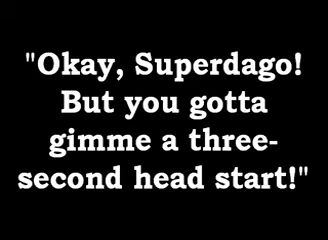 "Okay, Superdago!
But you gotta
gimme a three-
second head start!"